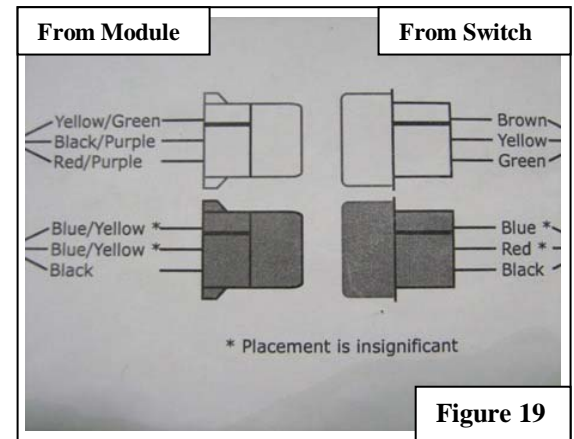 From Module
From Switch
Yellow/Green
Black/Purple
Red/Purple
Brown
Yellow
Green
Blue/Yellow *
Blue/Yellow *
Black
Blue *
Red *
Black
* Placement is insignificant
Figure 19